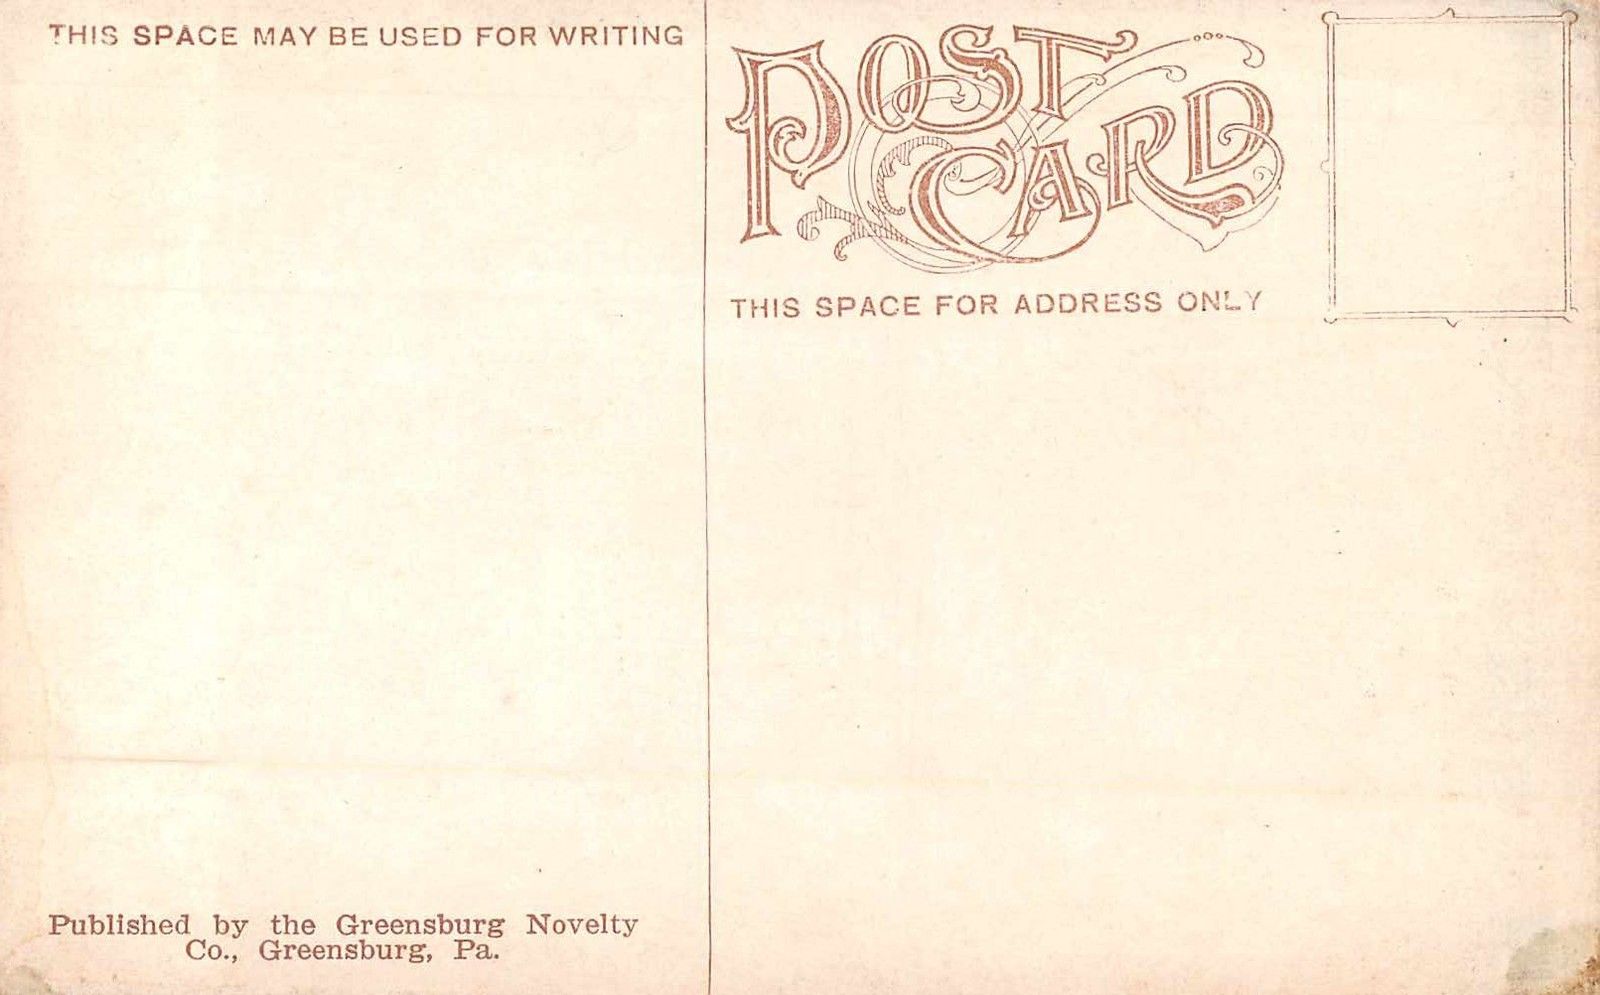 THIS SPACE MAY BE USED FOR WRITING
POST
CARD
THIS SPACE FOR ADDRESS ONLY
Published by the Greensburg Novelty
Co., Greensburg, Pa.